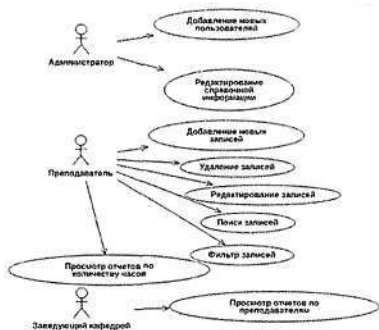 Добавление новых
пользователей
Администратор
Редактирование
справочной
информации
Добавление новых
записей
Преподаватель
Удаление записей
Редактирование записей
Поиск записей
Фильтр записей
Просмотр отчетов по
количеству часов
Просмотр отчетов по
преподавателям
Заведующий кафедрой